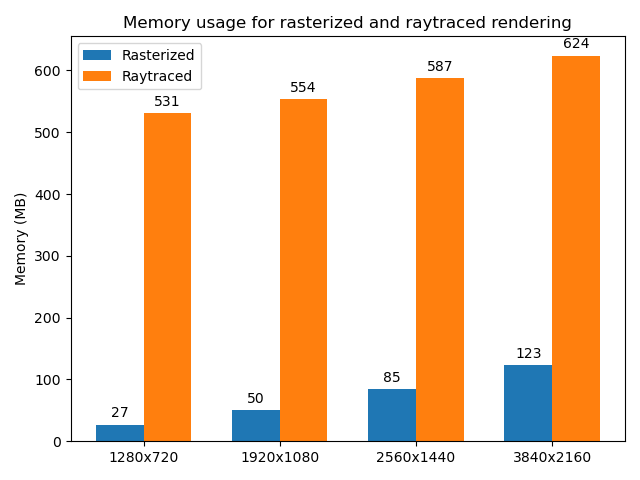 Memory usage for rasterized and raytraced rendering
Rasterized
Raytraced
Memory (MB)
600
500
400
300
200
100
0
27
531
50
554
85
587
123
624
1280x720
1920x1080
2560x1440
3840x2160